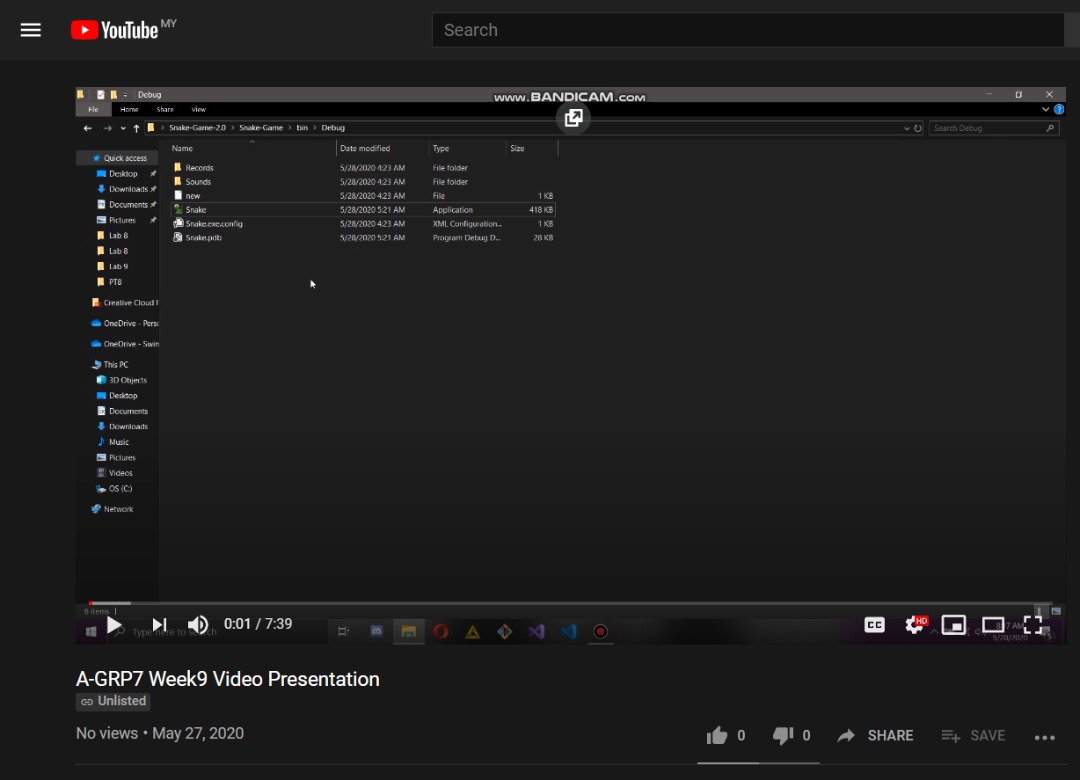 YouTube MY
Search
Debug
www.BANDICAM.com
File Home Share View
Snake-Game-2.0 > Snake-Game > bin > Debug
Search Debug
Name Date modified Type Size
Quick access
Desktop
Downloads
Documents
Pictures
Lab 8
Lab 8
Lab 9
PT8
Creative Cloud F
OneDrive - Perso
OneDrive - Swin
This PC
3D Objects
Desktop
Documents
Downloads
Music
Pictures
Videos
OS (C:)
Network
Records 5/28/2020 4:23 AM File folder
Sounds 5/28/2020 4:23 AM File folder
new 5/28/2020 4:23 AM File 1 KB
Snake 5/28/2020 5:21 AM Application 418 KB
Snake.exe.config 5/28/2020 4:23 AM XML Configuration... 1 KB
Snake.pdb 5/28/2020 5:21 AM Program Debug D... 28 KB
6 items
Type here to search
0:01 / 7:39
CC
HD
5/28/2020
A-GRP7 Week9 Video Presentation
Unlisted
No views • May 27, 2020
0 0 SHARE SAVE